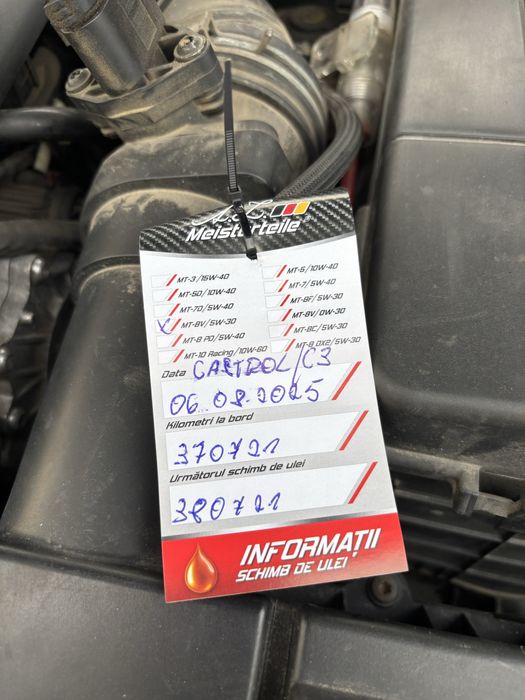 A.Z.
Meisterteile®
MT-3/15W-40
MT-5/10W-40
MT-5D/10W-40
MT-7/5W-40
MT-7D/5W-40
MT-8F/5W-30
X MT-8V/5W-30
MT-8V/0W-30
MT-8 PD/5W-40
MT-8C/5W-30
MT-10 Racing/10W-60
MT-8 DX2/5W-30
Data CASTROL/C3
06.08.2025
Kilometri la bord
370721
Următorul schimb de ulei
380721
INFORMAȚII
SCHIMB DE ULEI